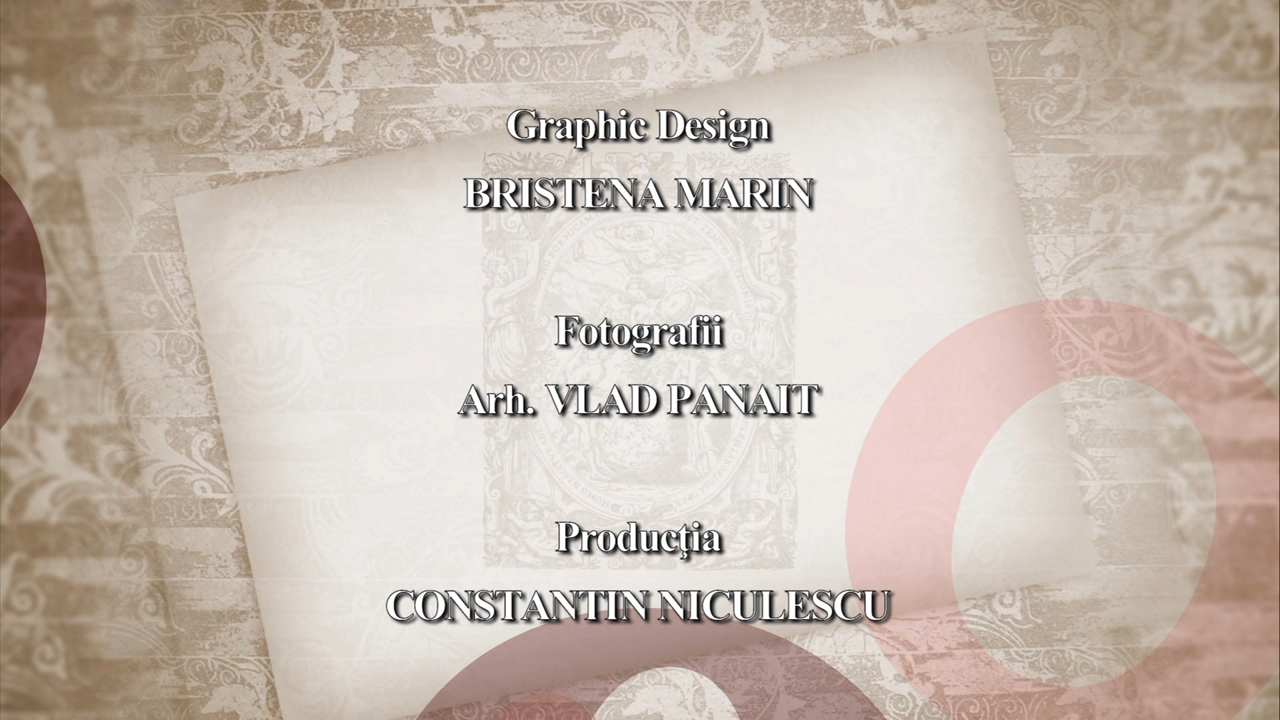 Graphic Design
BRISTENA MARIN
Fotografii
Arh. VLAD PANAIT
Producţia
CONSTANTIN NICULESCU